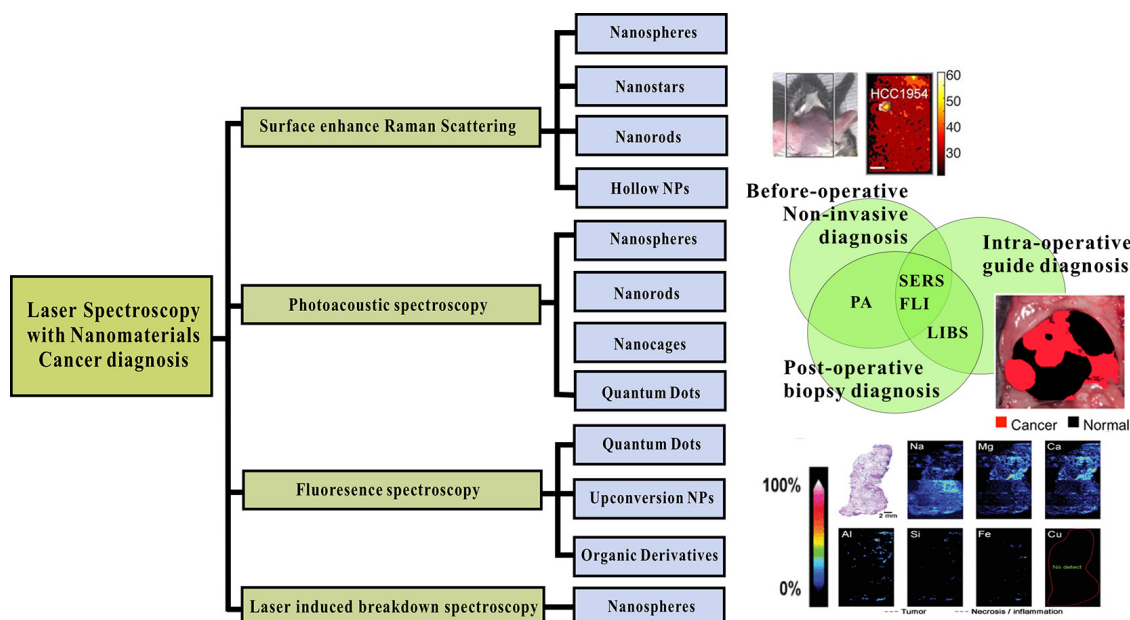 Laser Spectroscopy
with Nanomaterials
Cancer diagnosis
Surface enhance Raman Scattering
Nanospheres
Nanostars
Nanorods
Hollow NPs
Photoacoustic spectroscopy
Nanospheres
Nanorods
Nanocages
Quantum Dots
Fluoresence spectroscopy
Quantum Dots
Upconversion NPs
Organic Derivatives
Laser induced breakdown spectroscopy
Nanospheres
HCC1954
60
50
40
30
Before-operative
Non-invasive
diagnosis
Intra-operative
guide diagnosis
SERS
FLI
PA
LIBS
Post-operative
biopsy diagnosis
Cancer
Normal
100%
0%
2 mm
Na
Mg
Ca
Al
Si
Fe
Cu
No detect
---- Tumor
---- Necrosis / inflammation